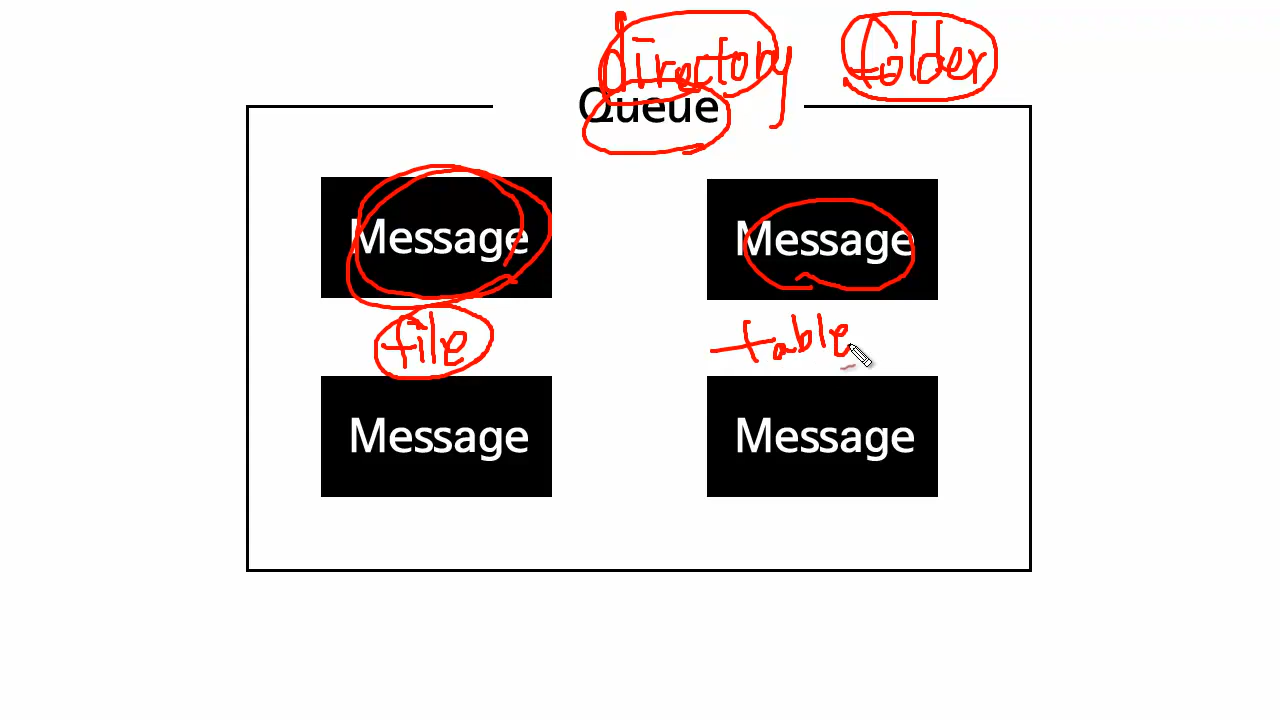 directory folder
Queue
Message Message
file table
Message Message